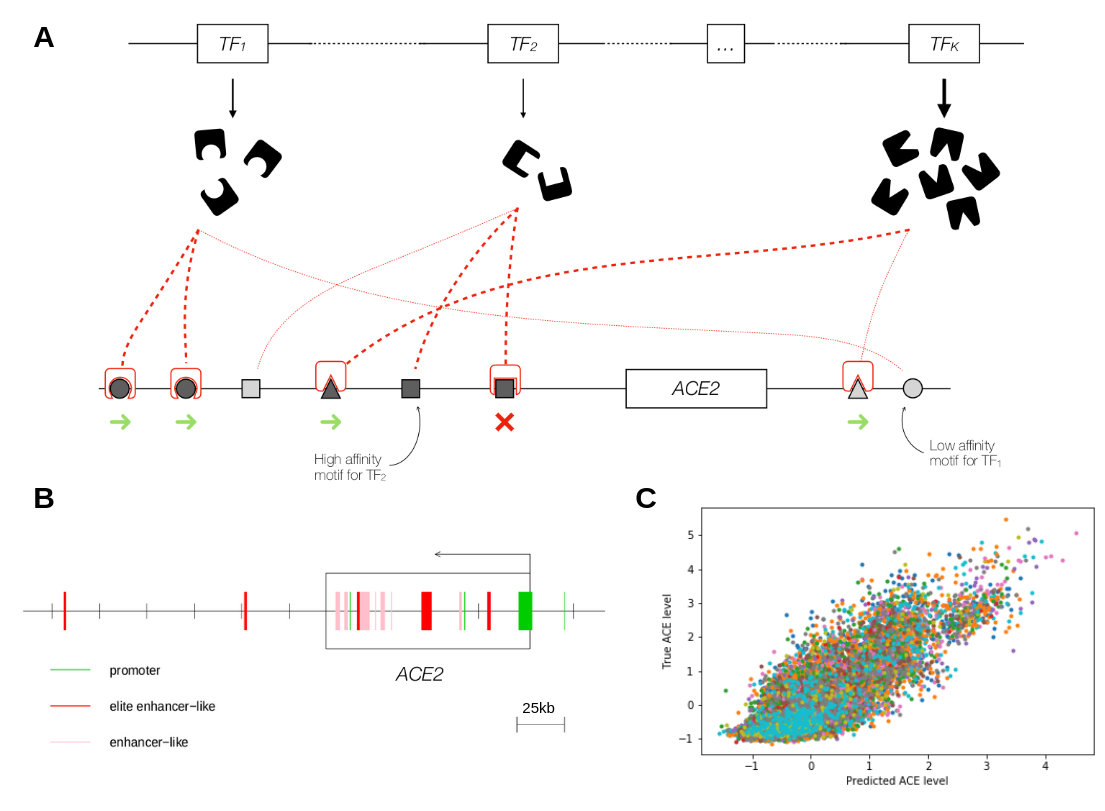 A
TF1
TF2
...
TFK
ACE2
High affinity
motif for TF2
Low affinity
motif for TF1
B
ACE2
promoter
elite enhancer-like
enhancer-like
25kb
C
True ACE level
5
4
3
2
1
0
−1
−1 0 1 2 3 4
Predicted ACE level